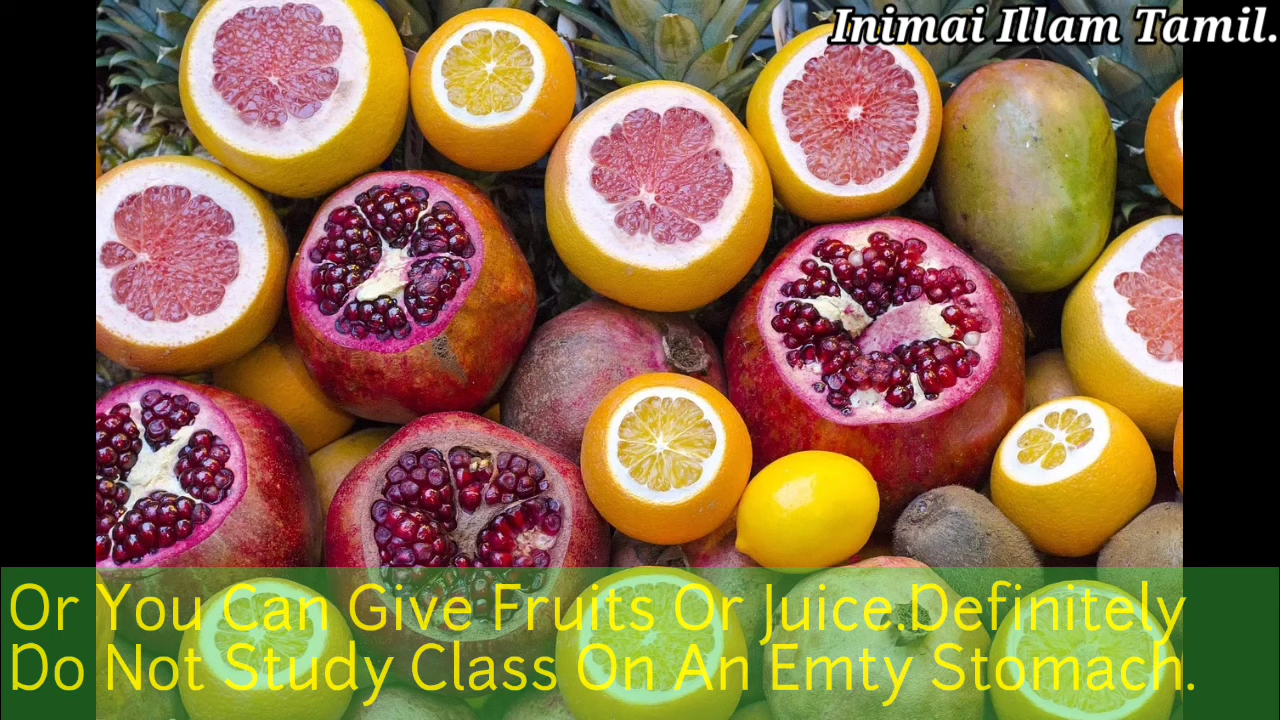 Inimai Illam Tamil.
Or You Can Give Fruits Or Juice.Definitely
Do Not Study Class On An Emty Stomach.